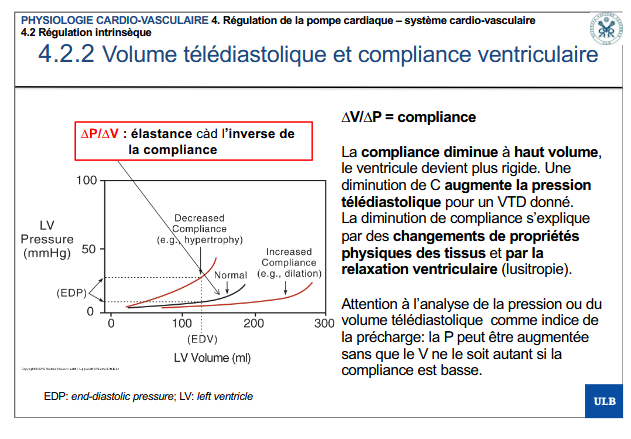 PHYSIOLOGIE CARDIO-VASCULAIRE 4. Régulation de la pompe cardiaque – système cardio-vasculaire
4.2 Régulation intrinsèque
4.2.2 Volume télédiastolique et compliance ventriculaire
∆P/∆V : élastance càd l’inverse de
la compliance
100
50
0
LV
Pressure
(mmHg)
(EDP)
Decreased
Compliance
(e.g., hypertrophy)
Normal
Increased
Compliance
(e.g., dilation)
0
100
200
300
(EDV)
LV Volume (ml)
EDP: end-diastolic pressure; LV: left ventricle
∆V/∆P = compliance
La compliance diminue à haut volume,
le ventricule devient plus rigide. Une
diminution de C augmente la pression
télédiastolique pour un VTD donné.
La diminution de compliance s’explique
par des changements de propriétés
physiques des tissus et par la
relaxation ventriculaire (lusitropie).
Attention à l’analyse de la pression ou du
volume télédiastolique comme indice de
la précharge: la P peut être augmentée
sans que le V ne le soit autant si la
compliance est basse.
ULB